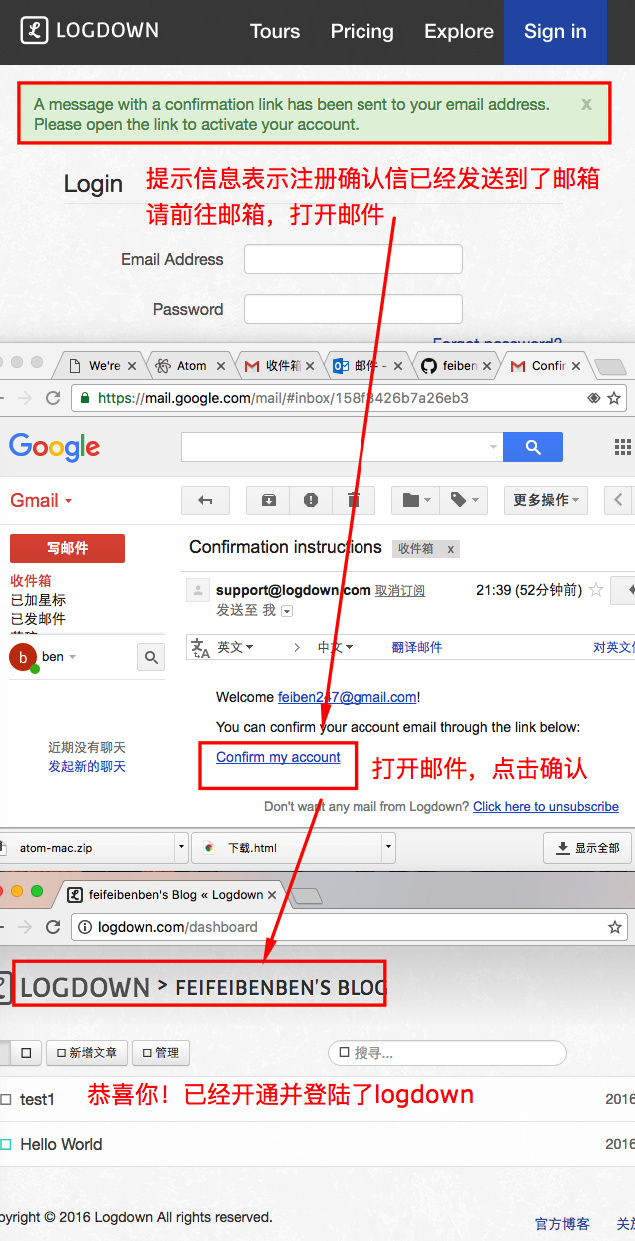 LOGDOWN Tours Pricing Explore Sign in
A message with a confirmation link has been sent to your email address. x
Please open the link to activate your account.
Login
提示信息表示注册确认信已经发送到了邮箱
请前往邮箱，打开邮件
Email Address
Password
Forgot password?
We're Atom 收件箱 邮件 - feiben Confir
https://mail.google.com/mail/#inbox/158f8426b7a26eb3
Google
Gmail 更多操作
写邮件 Confirmation instructions 收件箱 x
收件箱 support@logdown.com 取消订阅 21:39 (52分钟前)
已加星标 发送至 我
已发邮件
b ben 英文 > 中文 翻译邮件 对英文
Welcome feiben247@gmail.com!
You can confirm your account email through the link below:
近期没有聊天
发起新的聊天 Confirm my account 打开邮件，点击确认
Don't want any mail from Logdown? Click here to unsubscribe
atom-mac.zip 下载.html 显示全部
feifeibenben's Blog « Logdown
logdown.com/dashboard
LOGDOWN > FEIFEIBENBEN'S BLOG
新增文章 管理 搜寻...
test1 恭喜你！已经开通并登陆了logdown 2016
Hello World 2016
pyright © 2016 Logdown All rights reserved. 官方博客